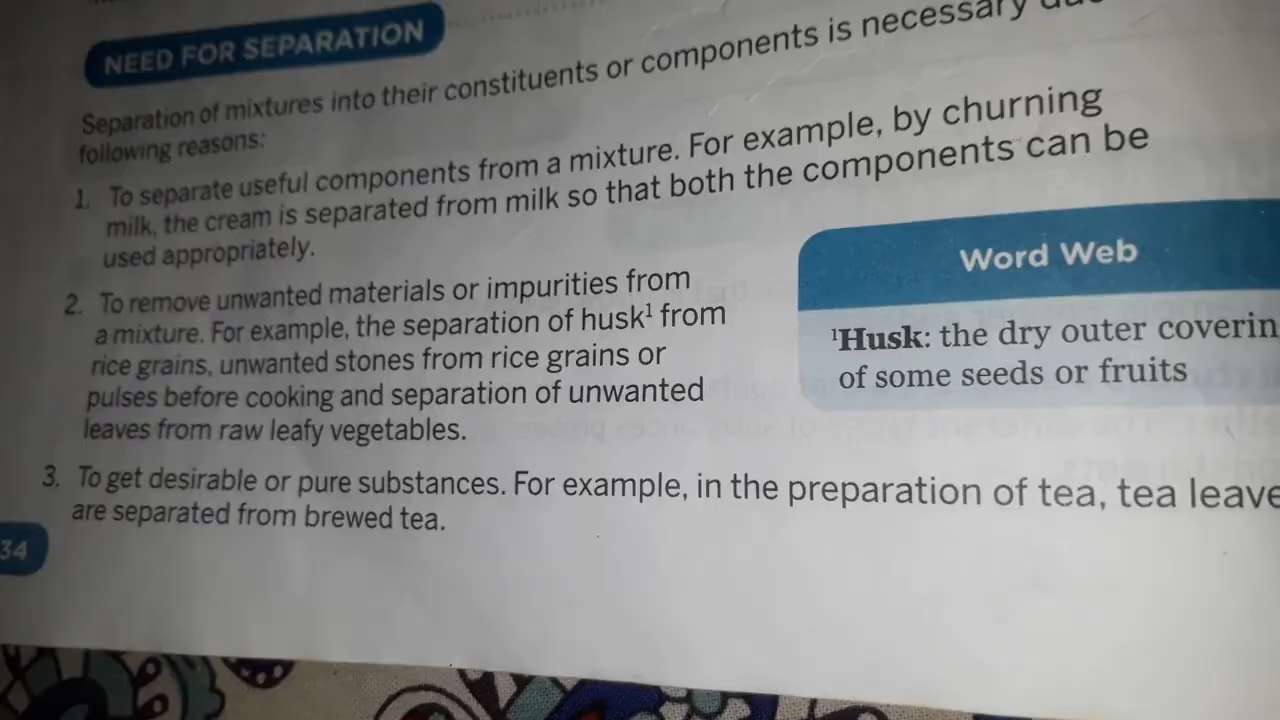 NEED FOR SEPARATION
Separation of mixtures into their constituents or components is necessary
following reasons:
1. To separate useful components from a mixture. For example, by churning
milk, the cream is separated from milk so that both the components can be
used appropriately.
2. To remove unwanted materials or impurities from
a mixture. For example, the separation of husk¹ from
rice grains, unwanted stones from rice grains or
pulses before cooking and separation of unwanted
leaves from raw leafy vegetables.
Word Web
¹Husk: the dry outer coverin
of some seeds or fruits
3. To get desirable or pure substances. For example, in the preparation of tea, tea leave
are separated from brewed tea.
34